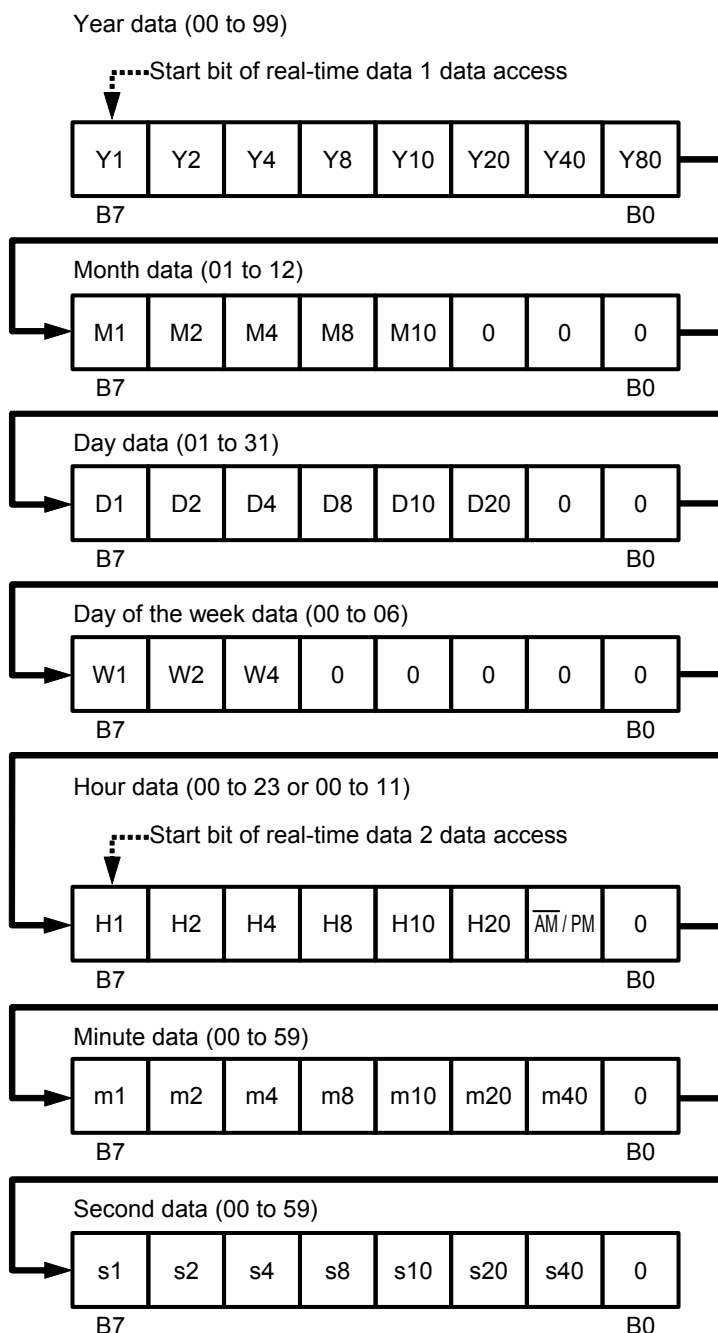 Year data (00 to 99)
Start bit of real-time data 1 data access
Y1 Y2 Y4 Y8 Y10 Y20 Y40 Y80
B7 B0
Month data (01 to 12)
M1 M2 M4 M8 M10 0 0 0
B7 B0
Day data (01 to 31)
D1 D2 D4 D8 D10 D20 0 0
B7 B0
Day of the week data (00 to 06)
W1 W2 W4 0 0 0 0 0
B7 B0
Hour data (00 to 23 or 00 to 11)
Start bit of real-time data 2 data access
H1 H2 H4 H8 H10 H20 A̅M̅ / PM 0
B7 B0
Minute data (00 to 59)
m1 m2 m4 m8 m10 m20 m40 0
B7 B0
Second data (00 to 59)
s1 s2 s4 s8 s10 s20 s40 0
B7 B0